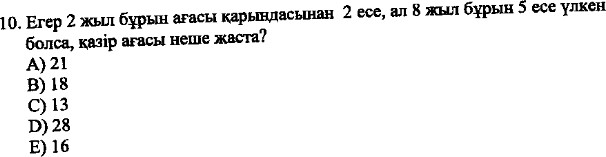 10. Егер 2 жыл бұрын ағасы қарындасынан 2 есе, ал 8 жыл бұрын 5 есе үлкен
болса, қазір ағасы неше жаста?
A) 21
B) 18
C) 13
D) 28
E) 16